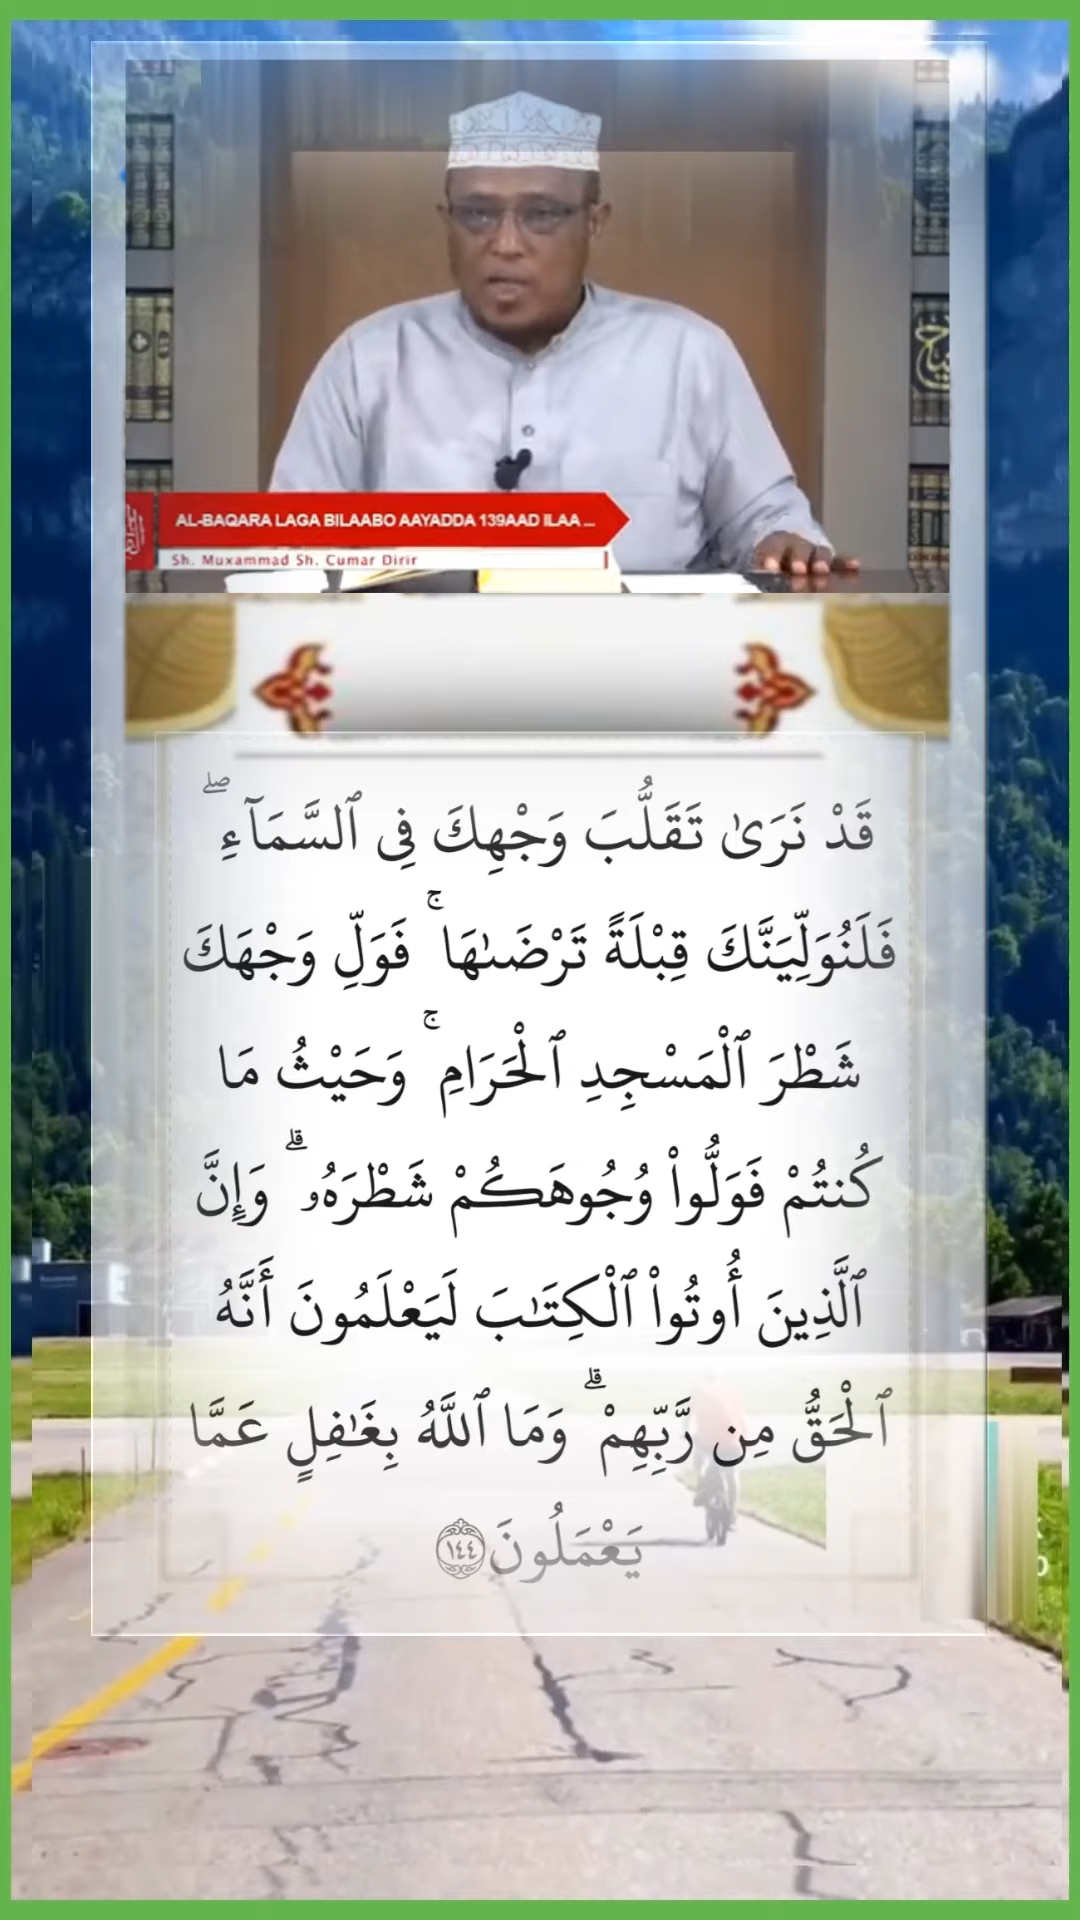 AL-BAQARA LAGA BILAABO AAYADDA 139AAD ILAA ...
Sh. Muxammad Sh. Cumar Dirir
قَدْ نَرَىٰ تَقَلُّبَ وَجْهِكَ فِى ٱلسَّمَآءِ ۖ
فَلَنُوَلِّيَنَّكَ قِبْلَةً تَرْضَىٰهَا ۚ فَوَلِّ وَجْهَكَ
شَطْرَ ٱلْمَسْجِدِ ٱلْحَرَامِ ۚ وَحَيْثُ مَا
كُنتُمْ فَوَلُّوا۟ وُجُوهَكُمْ شَطْرَهُۥ ۗ وَإِنَّ
ٱلَّذِينَ أُوتُوا۟ ٱلْكِتَٰبَ لَيَعْلَمُونَ أَنَّهُ
ٱلْحَقُّ مِن رَّبِّهِمْ ۗ وَمَا ٱللَّهُ بِغَٰفِلٍ عَمَّا
يَعْمَلُونَ ۝١٤٤